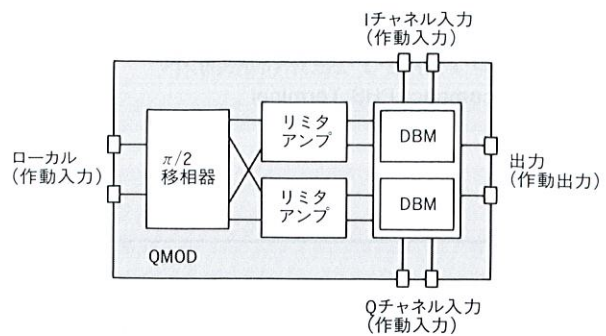 Iチャネル入力
(作動入力)
リミタ
アンプ
DBM
ローカル
(作動入力)
π/2
移相器
出力
(作動出力)
リミタ
アンプ
DBM
QMOD
Qチャネル入力
(作動入力)